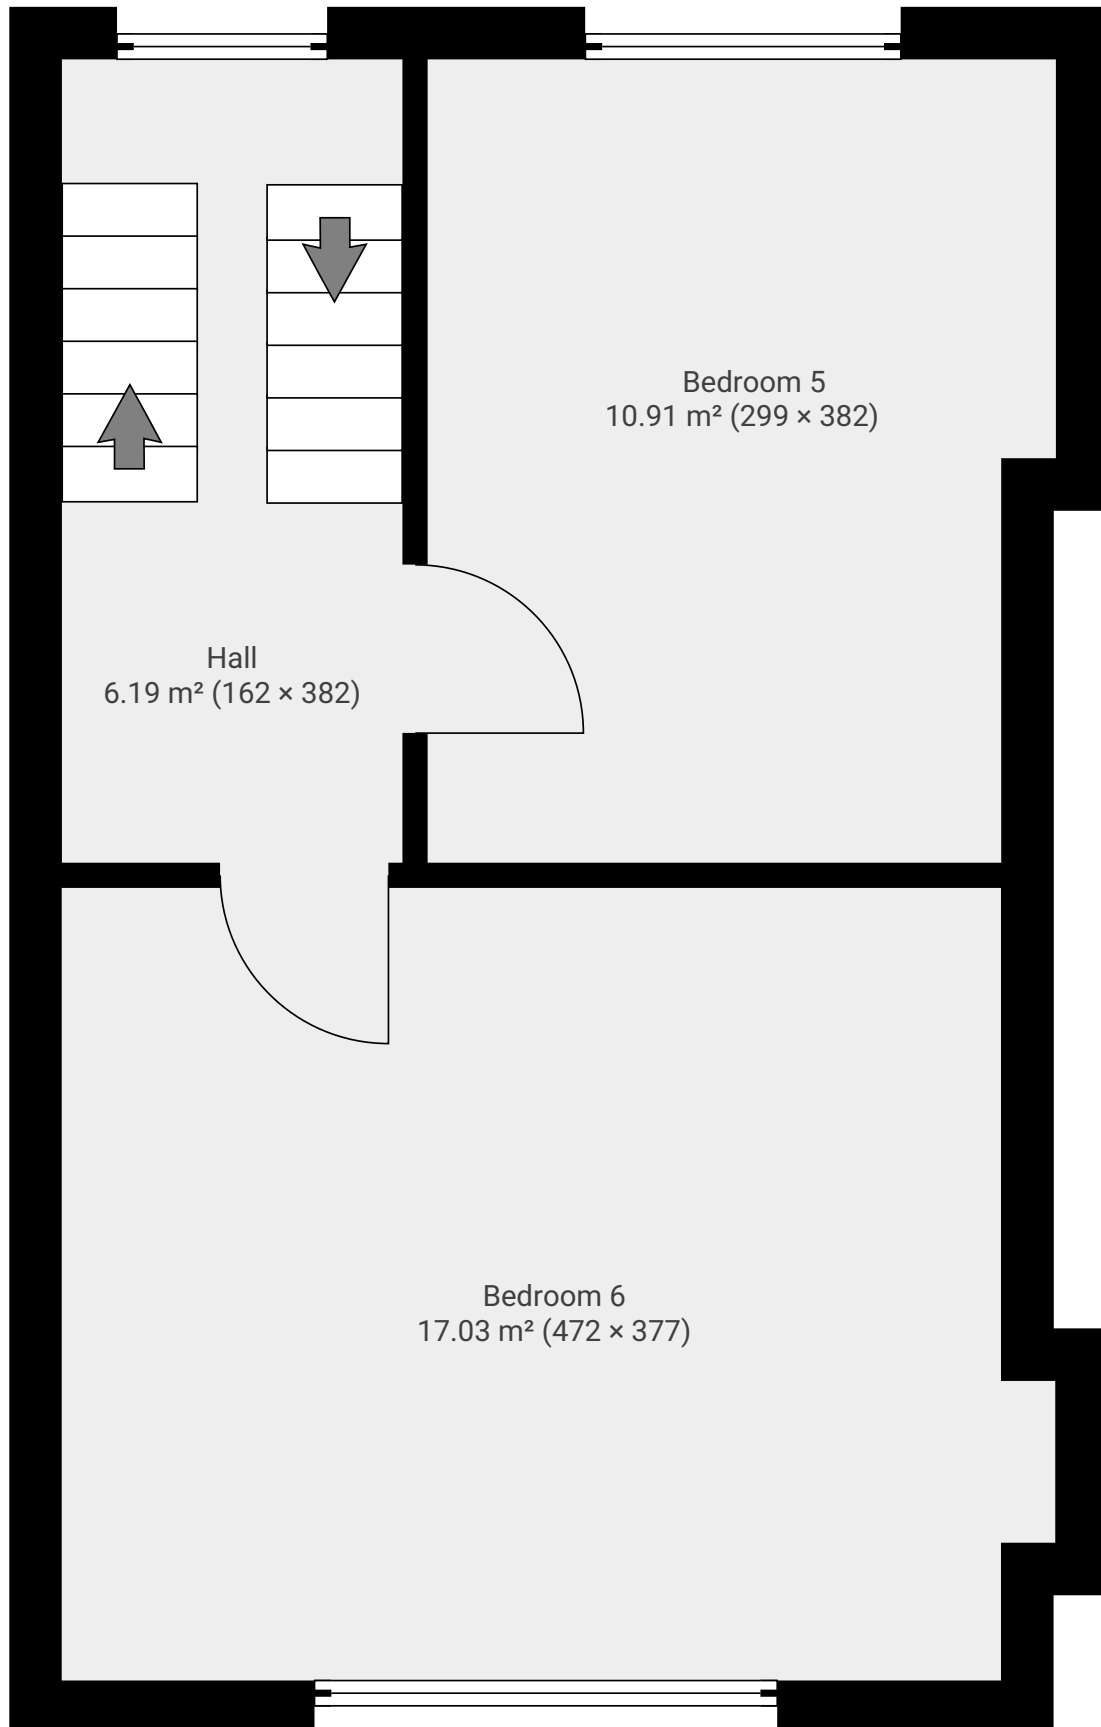 Bedroom 5
10.91 m² (299 × 382)
Hall
6.19 m² (162 × 382)
Bedroom 6
17.03 m² (472 × 377)